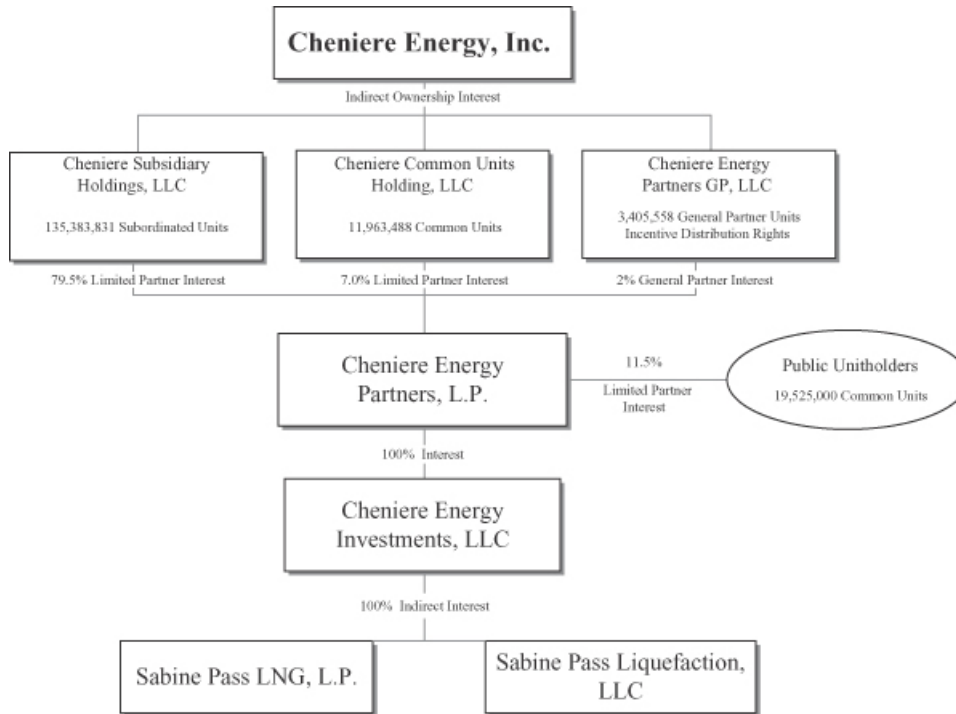 Cheniere Energy, Inc.
Indirect Ownership Interest
Cheniere Subsidiary
Holdings, LLC
135,383,831 Subordinated Units
Cheniere Common Units
Holding, LLC
11,963,488 Common Units
Cheniere Energy
Partners GP, LLC
3,405,558 General Partner Units
Incentive Distribution Rights
79.5% Limited Partner Interest
7.0% Limited Partner Interest
2% General Partner Interest
Cheniere Energy
Partners, L.P.
11.5%
Limited Partner
Interest
Public Unitholders
19,525,000 Common Units
100% Interest
Cheniere Energy
Investments, LLC
100% Indirect Interest
Sabine Pass LNG, L.P.
Sabine Pass Liquefaction,
LLC